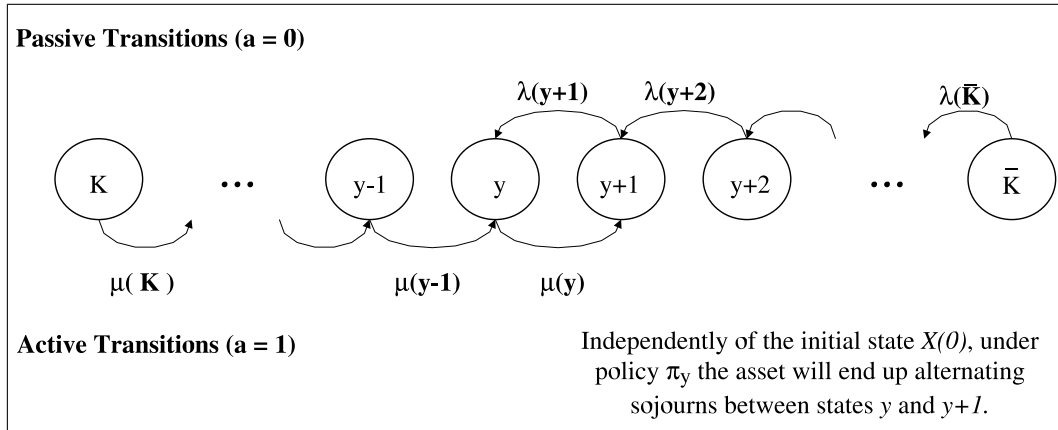 Passive Transitions (a = 0)
λ(y+1) λ(y+2) λ(K̄)
K ... y-1 y y+1 y+2 ... K̄
μ( K ) μ(y-1) μ(y)
Active Transitions (a = 1)
Independently of the initial state X(0), under
policy π_y the asset will end up alternating
sojourns between states y and y+1.